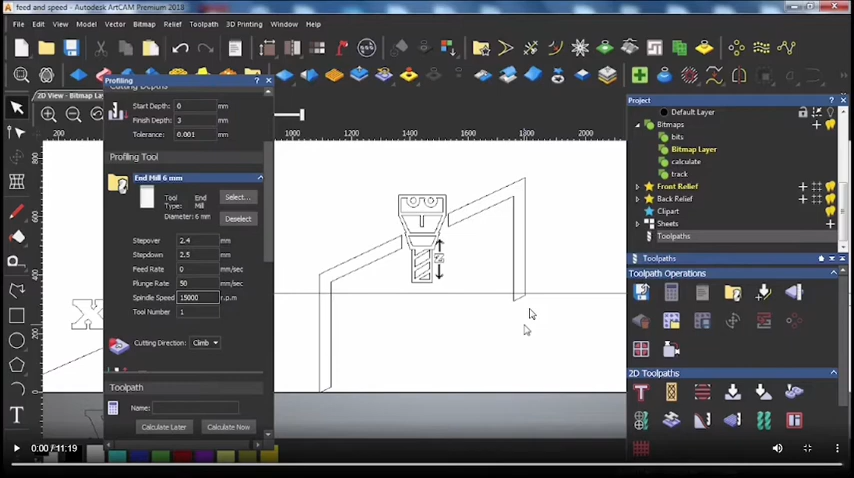 feed and speed - Autodesk ArtCAM Premium 2018
File Edit View Model Vector Bitmap Relief Toolpath 3D Printing Window Help
Profiling
2D View - Bitmap Lay
Cutting Depths
Start Depth: 0 mm
Finish Depth: 3 mm
Tolerance: 0.001 mm
Profiling Tool
End Mill 6 mm
Tool Type: End Mill
Diameter: 6 mm
Select...
Deselect
Stepover 2.4 mm
Stepdown 2.5 mm
Feed Rate 0 mm/sec
Plunge Rate 50 mm/sec
Spindle Speed 15000 r.p.m
Tool Number 1
Cutting Direction: Climb
Toolpath
Name:
Calculate Later Calculate Now
200 1000 1200 1400 1600 1800 2000
800
600
400
200
0
X
Project
Default Layer
Bitmaps
bits
Bitmap Layer
calculate
track
Front Relief
Back Relief
Clipart
Sheets
Toolpaths
Toolpaths
Toolpath Operations
2D Toolpaths
0:00 / 11:19